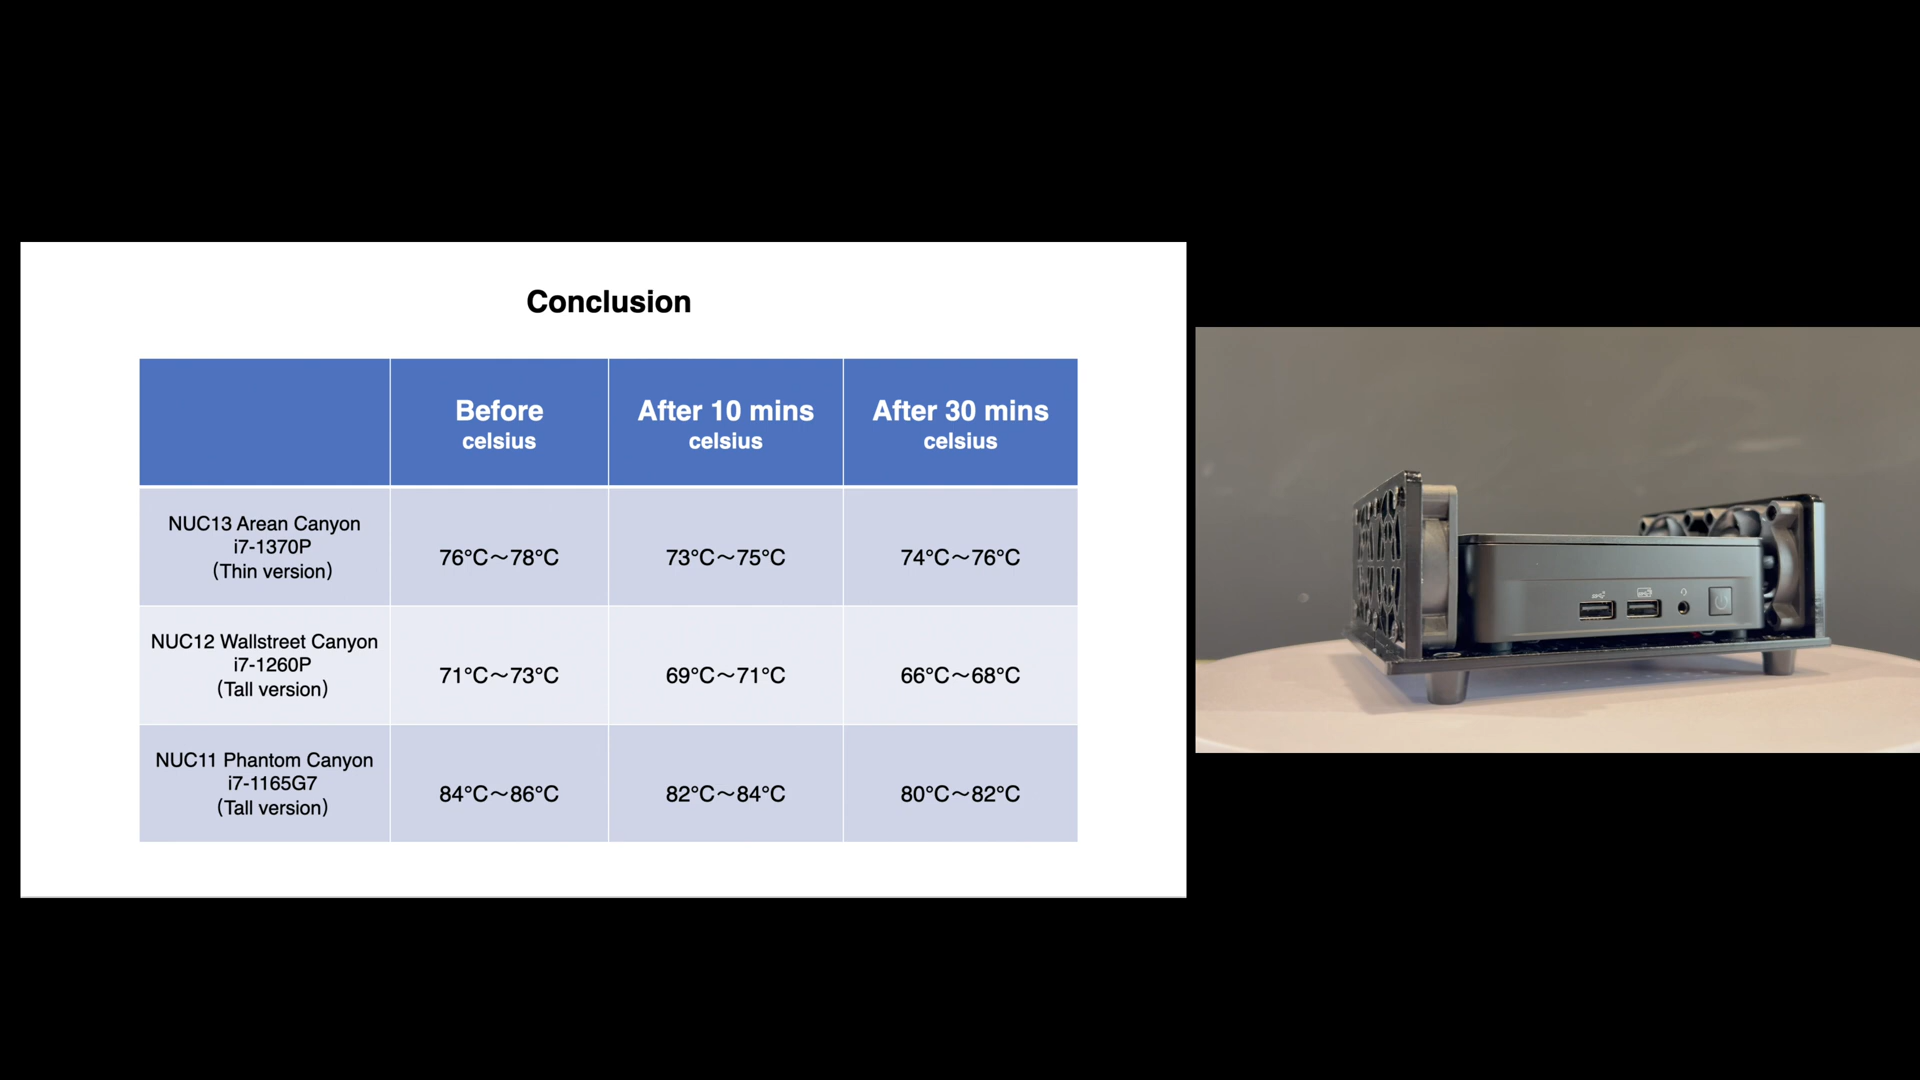 Conclusion
Before
celsius
After 10 mins
celsius
After 30 mins
celsius
NUC13 Arean Canyon
i7-1370P
(Thin version)
76°C～78°C
73°C～75°C
74°C～76°C
NUC12 Wallstreet Canyon
i7-1260P
(Tall version)
71°C～73°C
69°C～71°C
66°C～68°C
NUC11 Phantom Canyon
i7-1165G7
(Tall version)
84°C～86°C
82°C～84°C
80°C～82°C